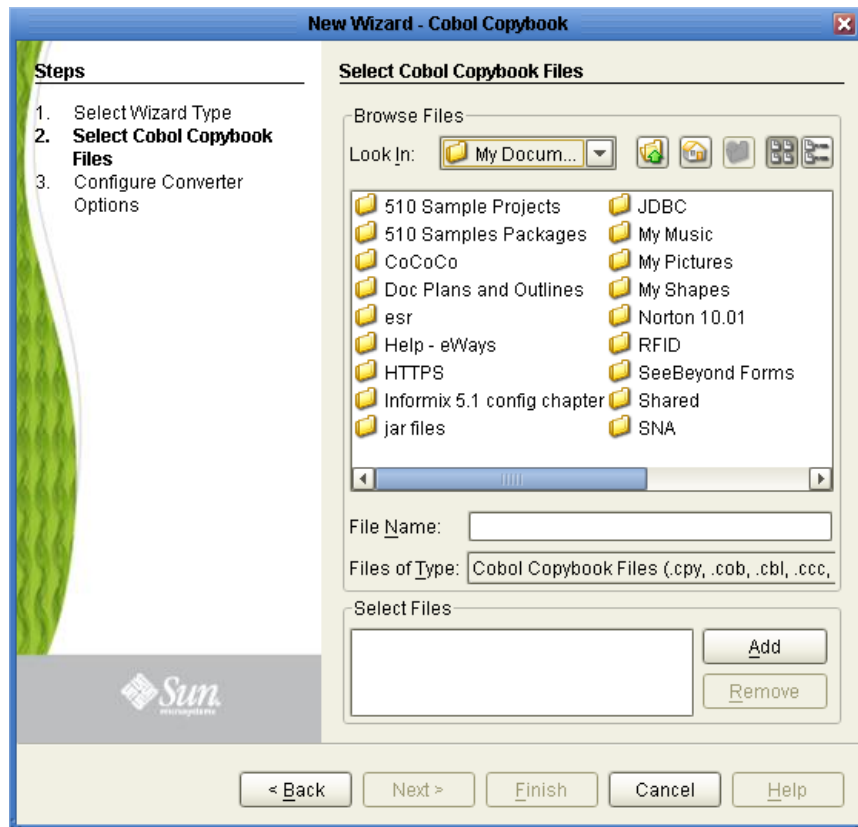 New Wizard - Cobol Copybook
Steps
1. Select Wizard Type
2. Select Cobol Copybook
Files
3. Configure Converter
Options
Select Cobol Copybook Files
Browse Files
Look In: My Docum...
510 Sample Projects
510 Samples Packages
CoCoCo
Doc Plans and Outlines
esr
Help - eWays
HTTPS
Informix 5.1 config chapter
jar files
JDBC
My Music
My Pictures
My Shapes
Norton 10.01
RFID
SeeBeyond Forms
Shared
SNA
File Name:
Files of Type: Cobol Copybook Files (.cpy, .cob, .cbl, .ccc,
Select Files
Add
Remove
Sun
microsystems
< Back Next > Finish Cancel Help